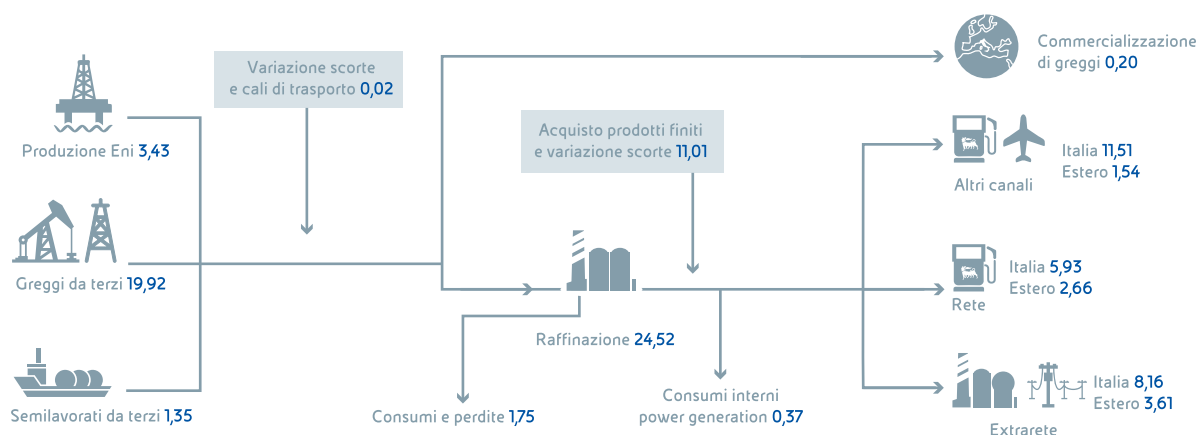 Produzione Eni 3,43
Greggi da terzi 19,92
Semilavorati da terzi 1,35
Variazione scorte
e cali di trasporto 0,02
Acquisto prodotti finiti
e variazione scorte 11,01
Raffinazione 24,52
Consumi e perdite 1,75
Consumi interni
power generation 0,37
Commercializzazione
di greggi 0,20
Altri canali
Italia 11,51
Estero 1,54
Rete
Italia 5,93
Estero 2,66
Extrarete
Italia 8,16
Estero 3,61